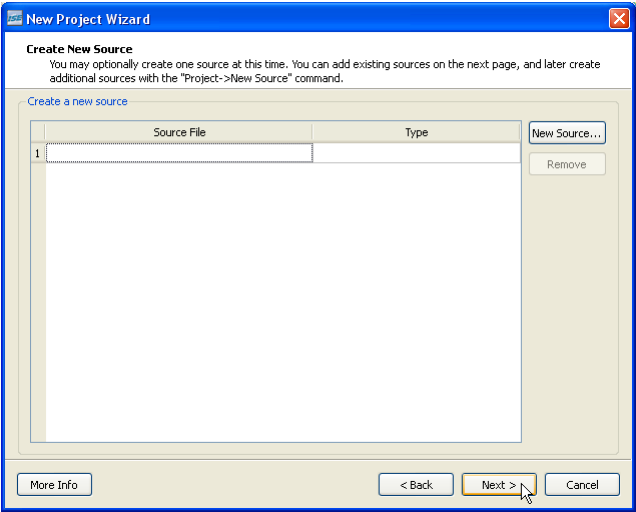 ISE New Project Wizard
Create New Source
You may optionally create one source at this time. You can add existing sources on the next page, and later create
additional sources with the "Project->New Source" command.
Create a new source
Source File Type New Source...
1 Remove
More Info < Back Next > Cancel